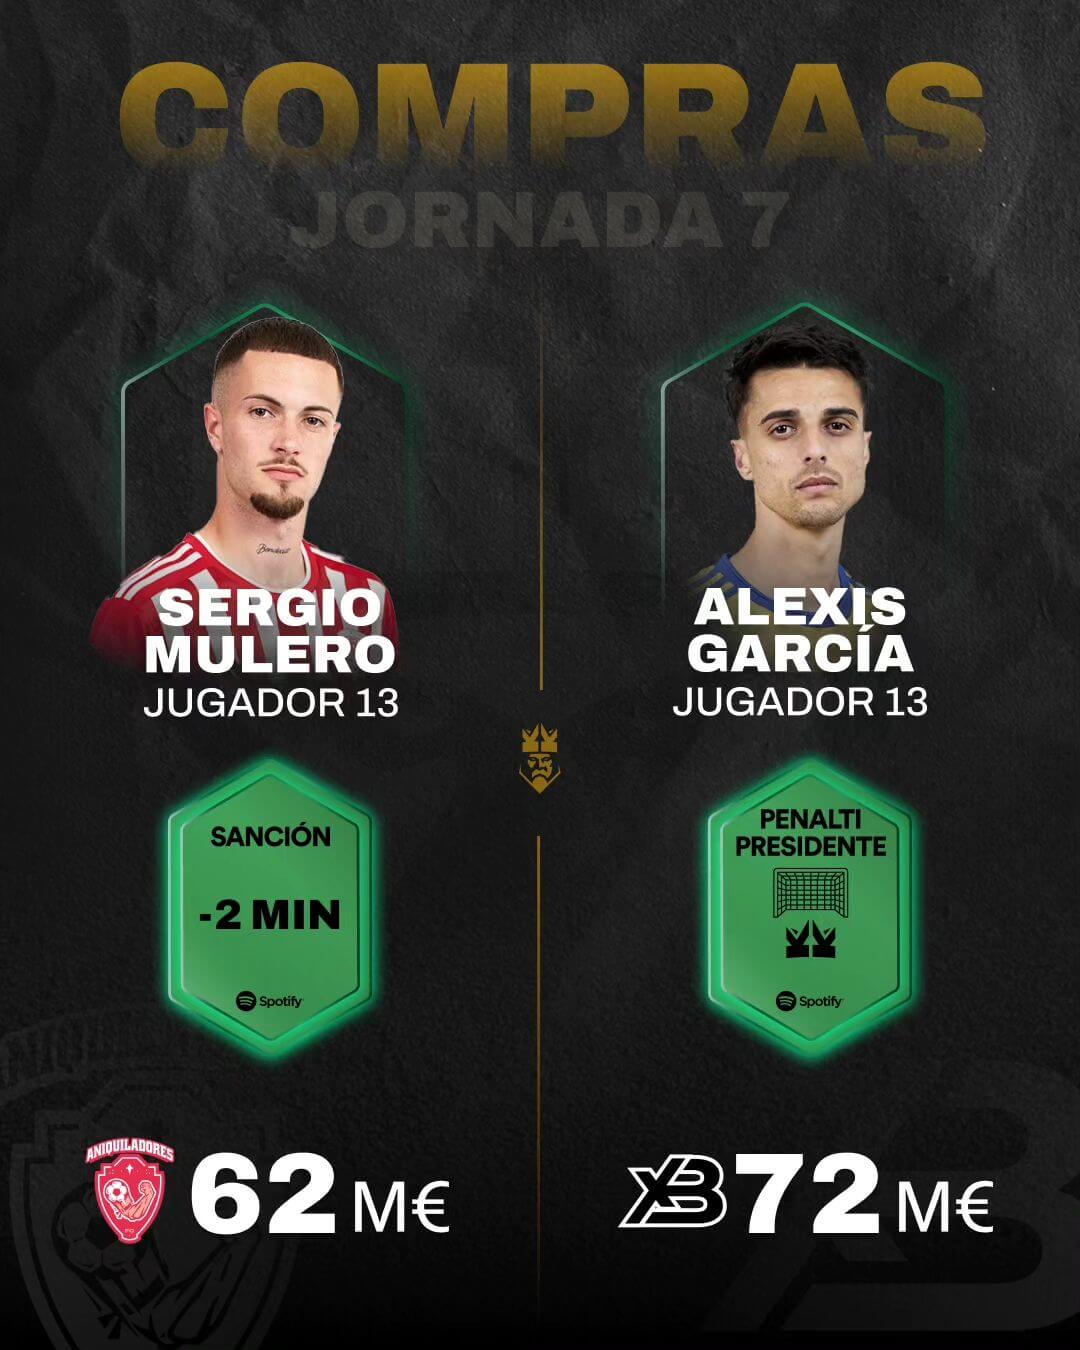 COMPRAS
JORNADA 7
SERGIO
MULERO
JUGADOR 13
ALEXIS
GARCÍA
JUGADOR 13
SANCIÓN
-2 MIN
Spotify
PENALTI
PRESIDENTE
Spotify
ANIQUILADORES
62 M€
XB
72 M€